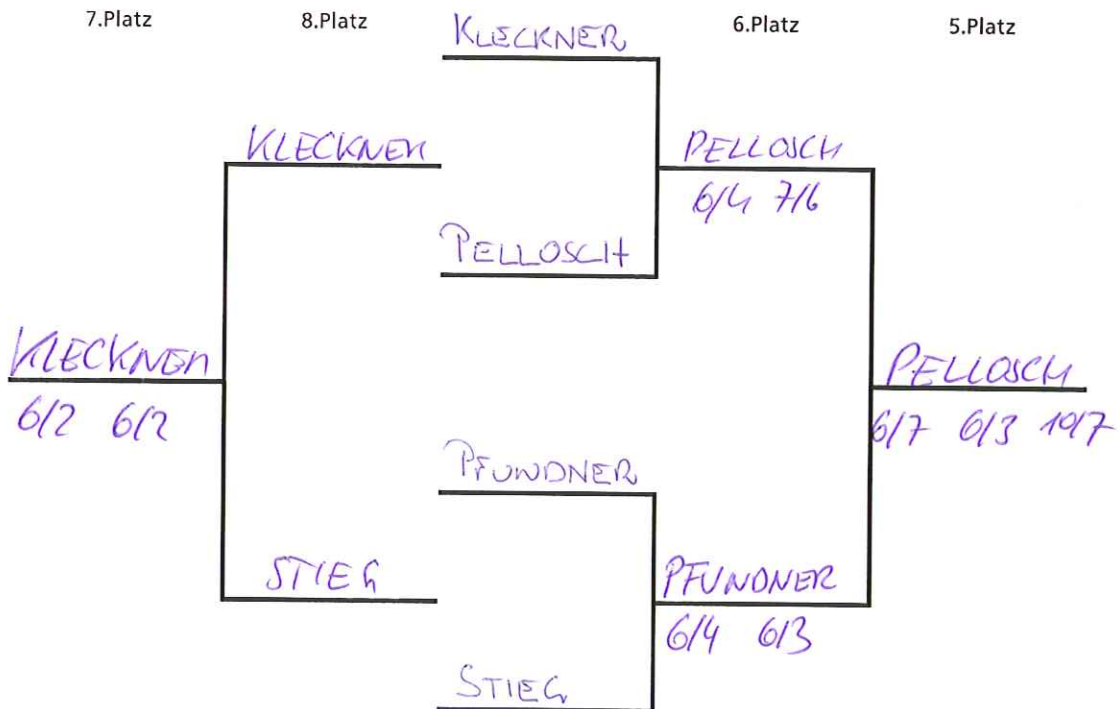 7.Platz 8.Platz 6.Platz 5.Platz
KLECKNER
KLECKNER PELLOSCH
6/4 7/6
PELLOSCH
KLECKNER PELLOSCH
6/2 6/2 6/7 6/3 10/7
PFUNDNER
STIEG PFUNDNER
6/4 6/3
STIEG